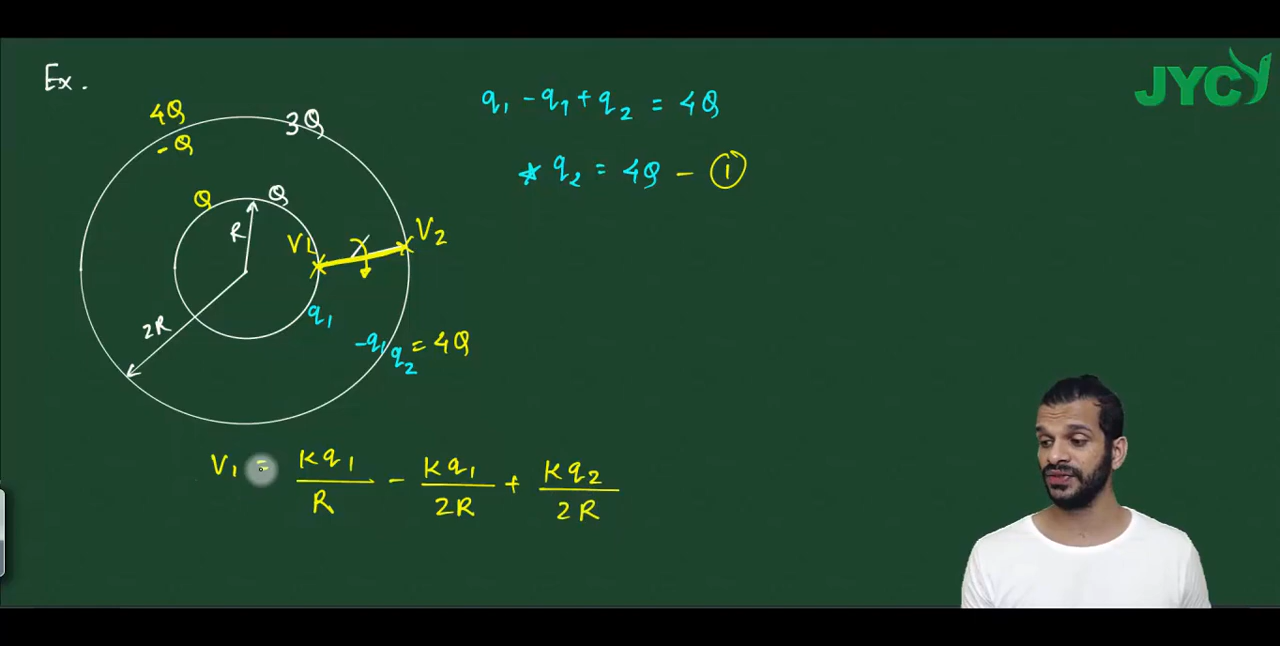 Ex.
JYC
q₁ - q₁ + q₂ = 4Q
* q₂ = 4Q - ①
4Q
-Q
3Q
Q
Q
R
V1
V2
2R
q₁
-q₁
q₂ = 4Q
V₁ = kq₁/R - kq₁/2R + kq₂/2R